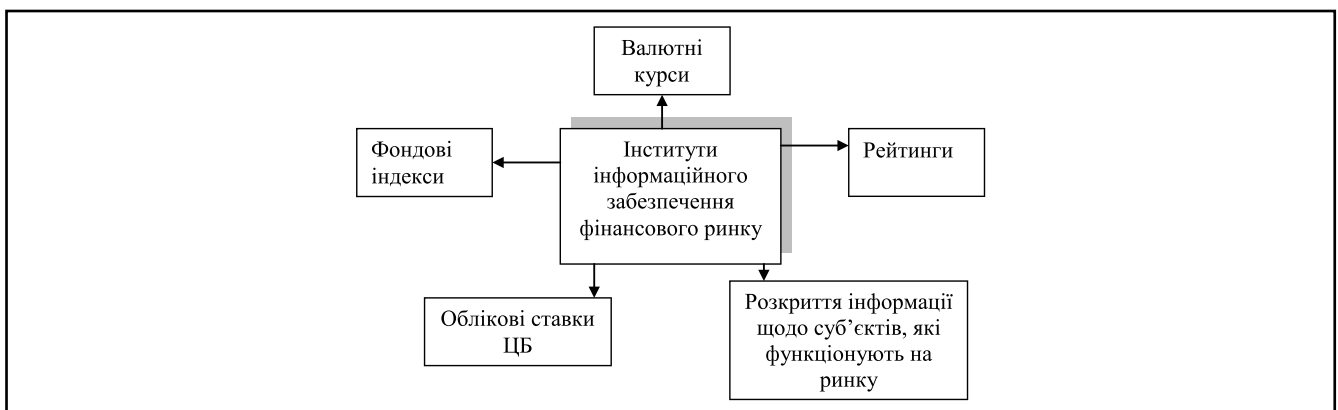 Валютні
курси
Фондові
індекси
Інститути
інформаційного
забезпечення
фінансового ринку
Рейтинги
Облікові ставки
ЦБ
Розкриття інформації
щодо суб’єктів, які
функціонують на
ринку